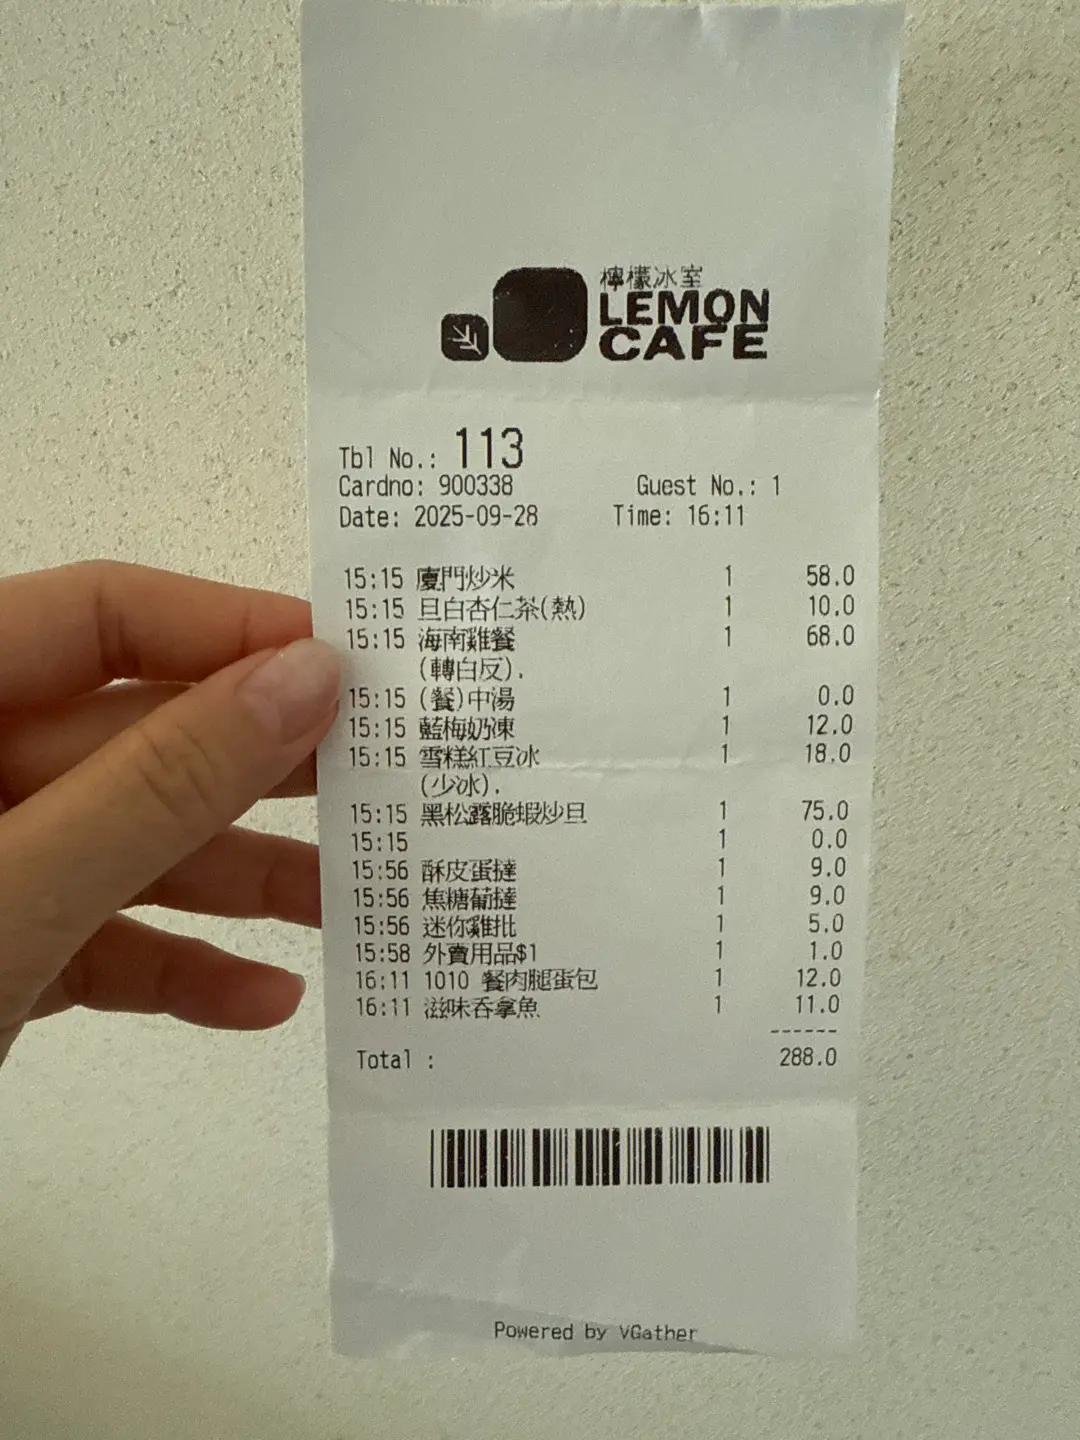 檸檬冰室
LEMON
CAFE
Tbl No.: 113
Cardno: 900338 Guest No.: 1
Date: 2025-09-28 Time: 16:11
15:15 廈門炒米 1 58.0
15:15 旦白杏仁茶(熱) 1 10.0
15:15 海南雞餐 1 68.0
(轉白反).
15:15 (餐)中湯 1 0.0
15:15 藍梅奶凍 1 12.0
15:15 雪糕紅豆冰 1 18.0
(少冰).
15:15 黑松露脆蝦炒旦 1 75.0
15:15 1 0.0
15:56 酥皮蛋撻 1 9.0
15:56 焦糖葡撻 1 9.0
15:56 迷你雞批 1 5.0
15:58 外賣用品$1 1 1.0
16:11 1010 餐肉腿蛋包 1 12.0
16:11 滋味吞拿魚 1 11.0
------
Total : 288.0
Powered by VGather